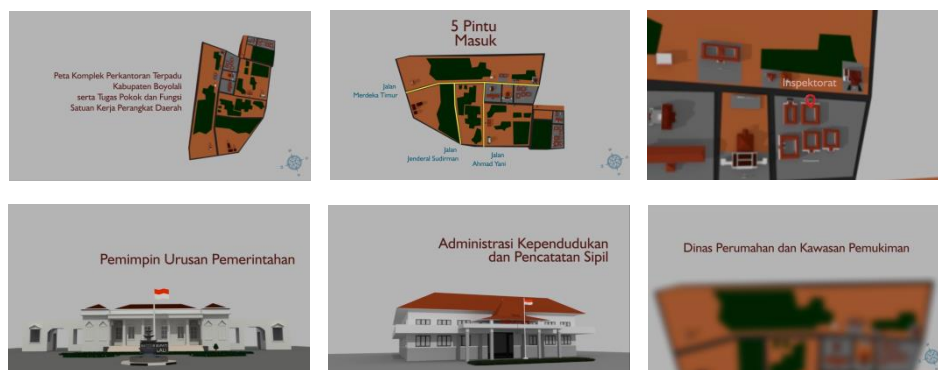 Peta Komplek Perkantoran Terpadu
Kabupaten Boyolali
serta Tugas Pokok dan Fungsi
Satuan Kerja Perangkat Daerah
5 Pintu
Masuk
Jalan
Merdeka Timur
Jalan
Jenderal Sudirman
Jalan
Ahmad Yani
Inspektorat
Pemimpin Urusan Pemerintahan
Administrasi Kependudukan
dan Pencatatan Sipil
Dinas Perumahan dan Kawasan Pemukiman